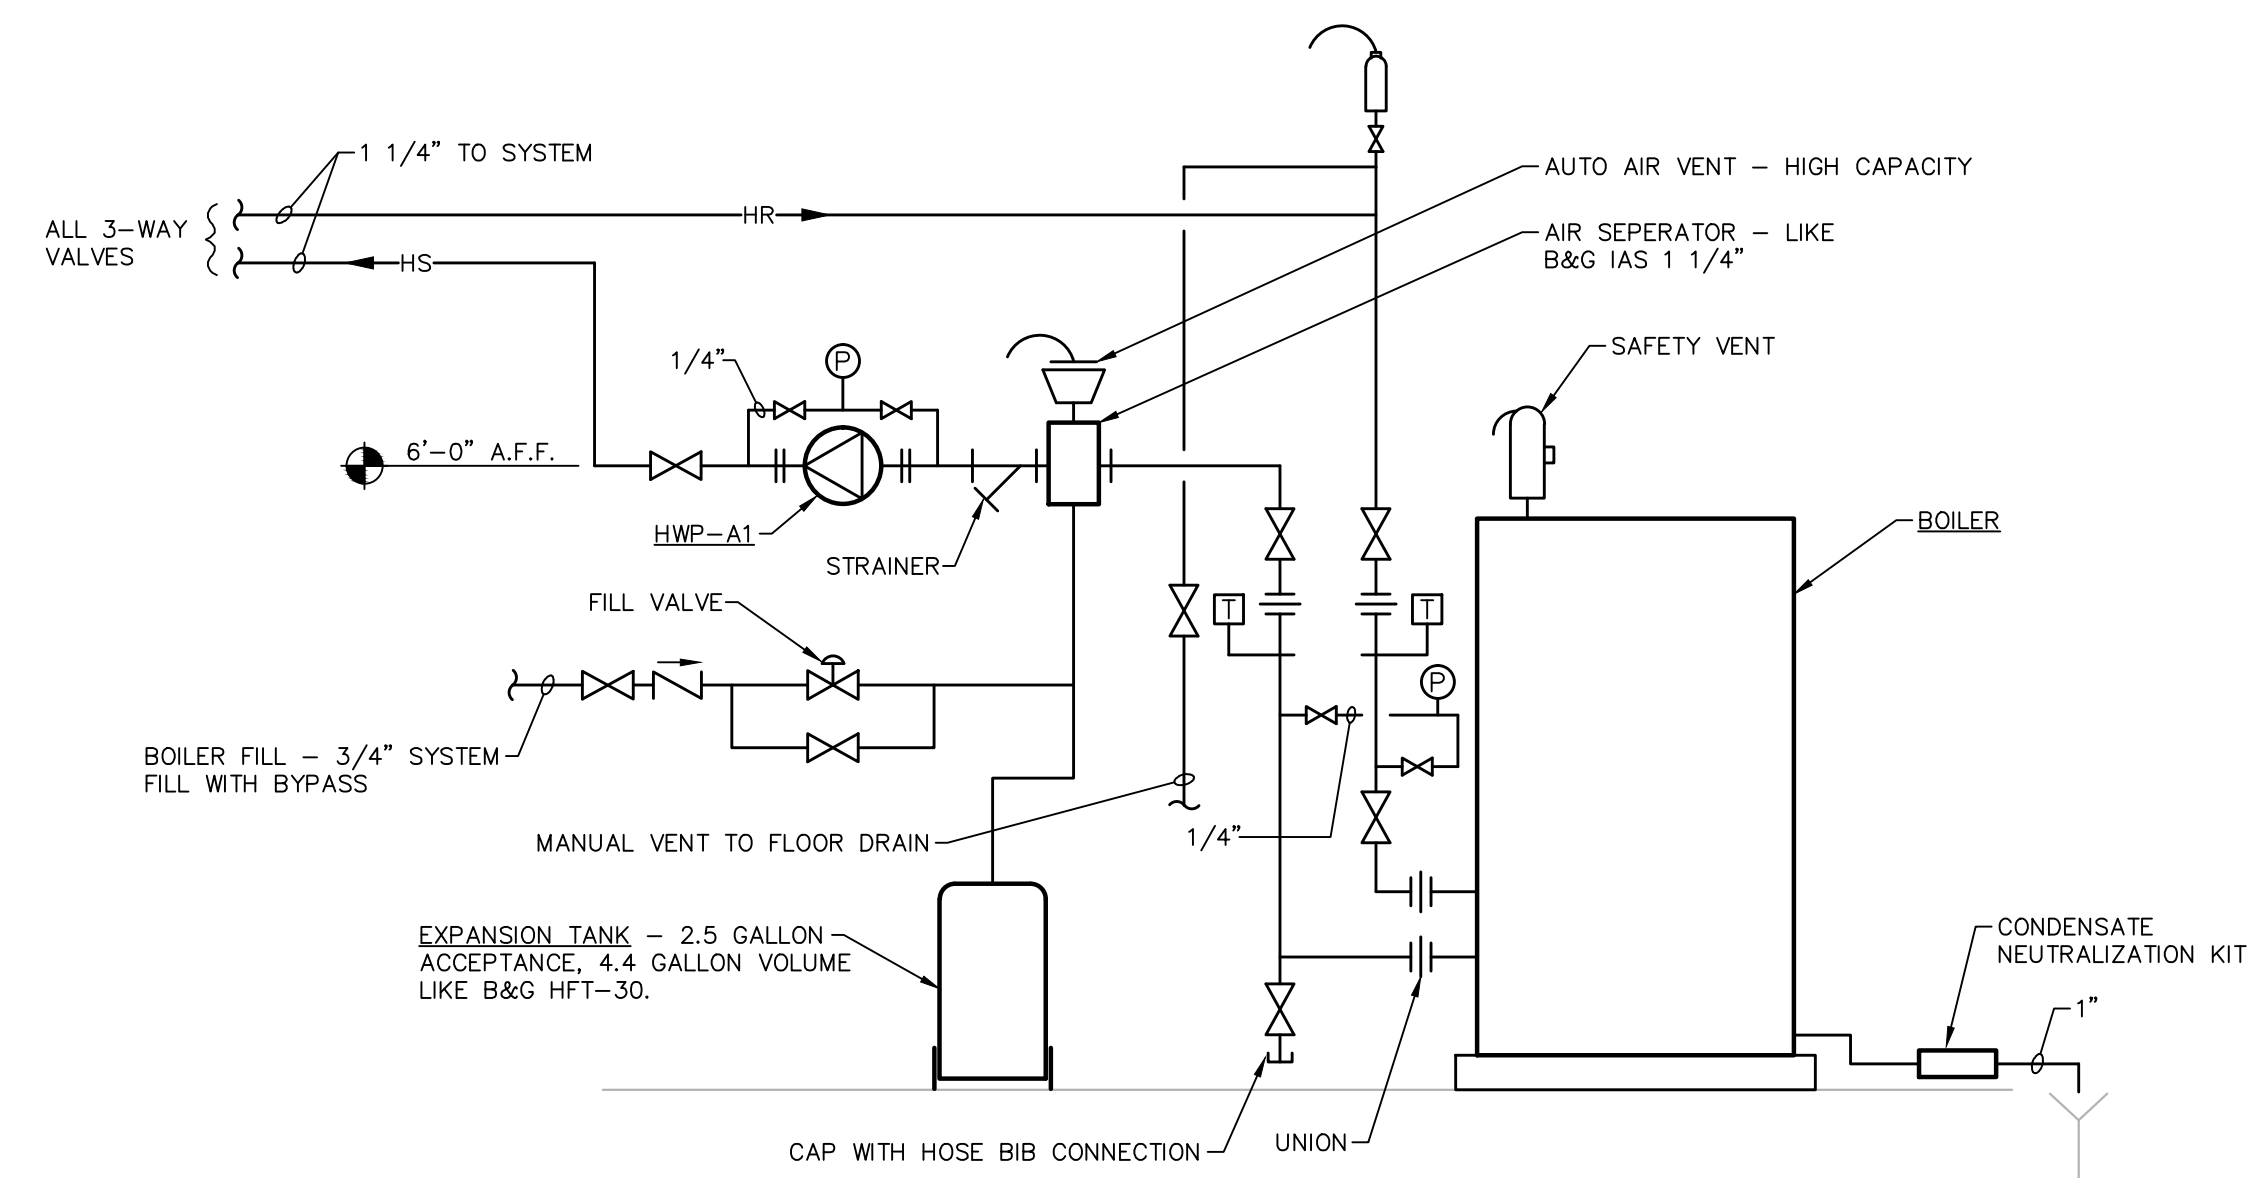 1 1/4" TO SYSTEM
ALL 3-WAY
VALVES
HR
HS
AUTO AIR VENT - HIGH CAPACITY
AIR SEPERATOR - LIKE
B&G IAS 1 1/4"
SAFETY VENT
1/4"
P
6'-0" A.F.F.
HWP-A1
STRAINER
BOILER
FILL VALVE
T
T
P
BOILER FILL - 3/4" SYSTEM
FILL WITH BYPASS
MANUAL VENT TO FLOOR DRAIN
1/4"
EXPANSION TANK - 2.5 GALLON
ACCEPTANCE, 4.4 GALLON VOLUME
LIKE B&G HFT-30.
CONDENSATE
NEUTRALIZATION KIT
1"
CAP WITH HOSE BIB CONNECTION
UNION